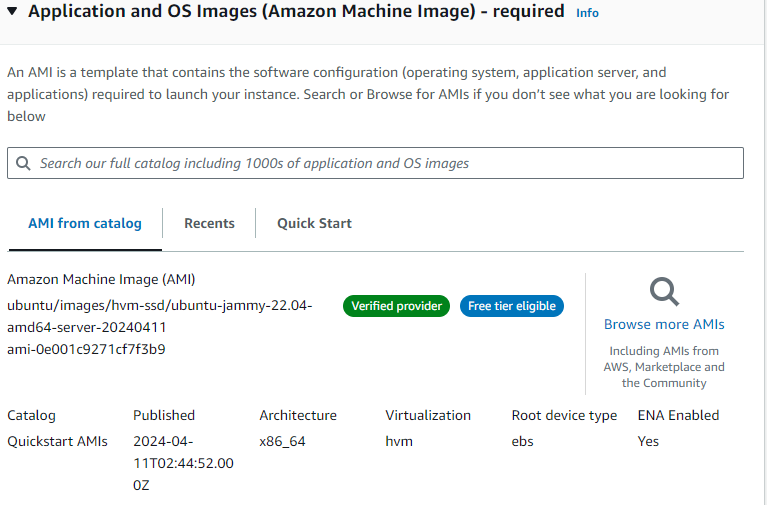 Application and OS Images (Amazon Machine Image) - required Info
An AMI is a template that contains the software configuration (operating system, application server, and
applications) required to launch your instance. Search or Browse for AMIs if you don’t see what you are looking for
below
Search our full catalog including 1000s of application and OS images
AMI from catalog Recents Quick Start
Amazon Machine Image (AMI)
ubuntu/images/hvm-ssd/ubuntu-jammy-22.04-
amd64-server-20240411
ami-0e001c9271cf7f3b9
Verified provider Free tier eligible
Browse more AMIs
Including AMIs from
AWS, Marketplace and
the Community
Catalog Published Architecture Virtualization Root device type ENA Enabled
Quickstart AMIs 2024-04- x86_64 hvm ebs Yes
11T02:44:52.00
0Z